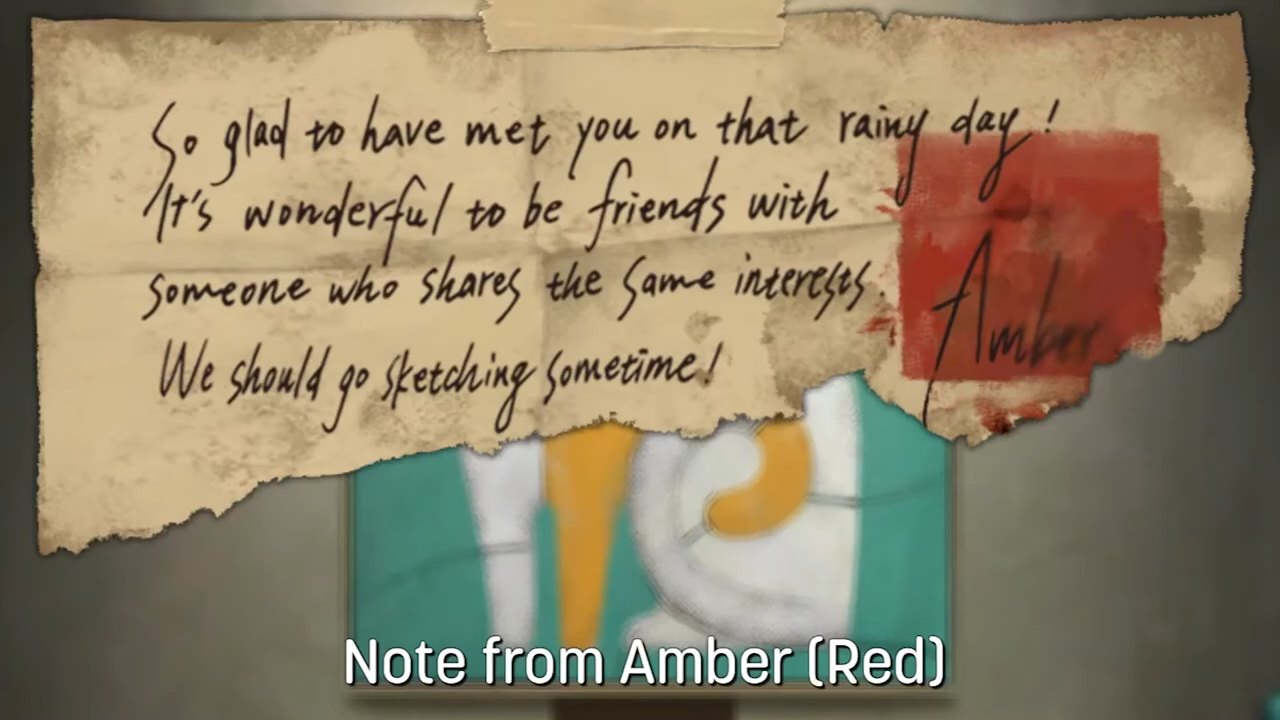 So glad to have met you on that rainy day!
It's wonderful to be friends with
someone who shares the same interests.
We should go sketching sometime!
Amber
Note from Amber (Red)